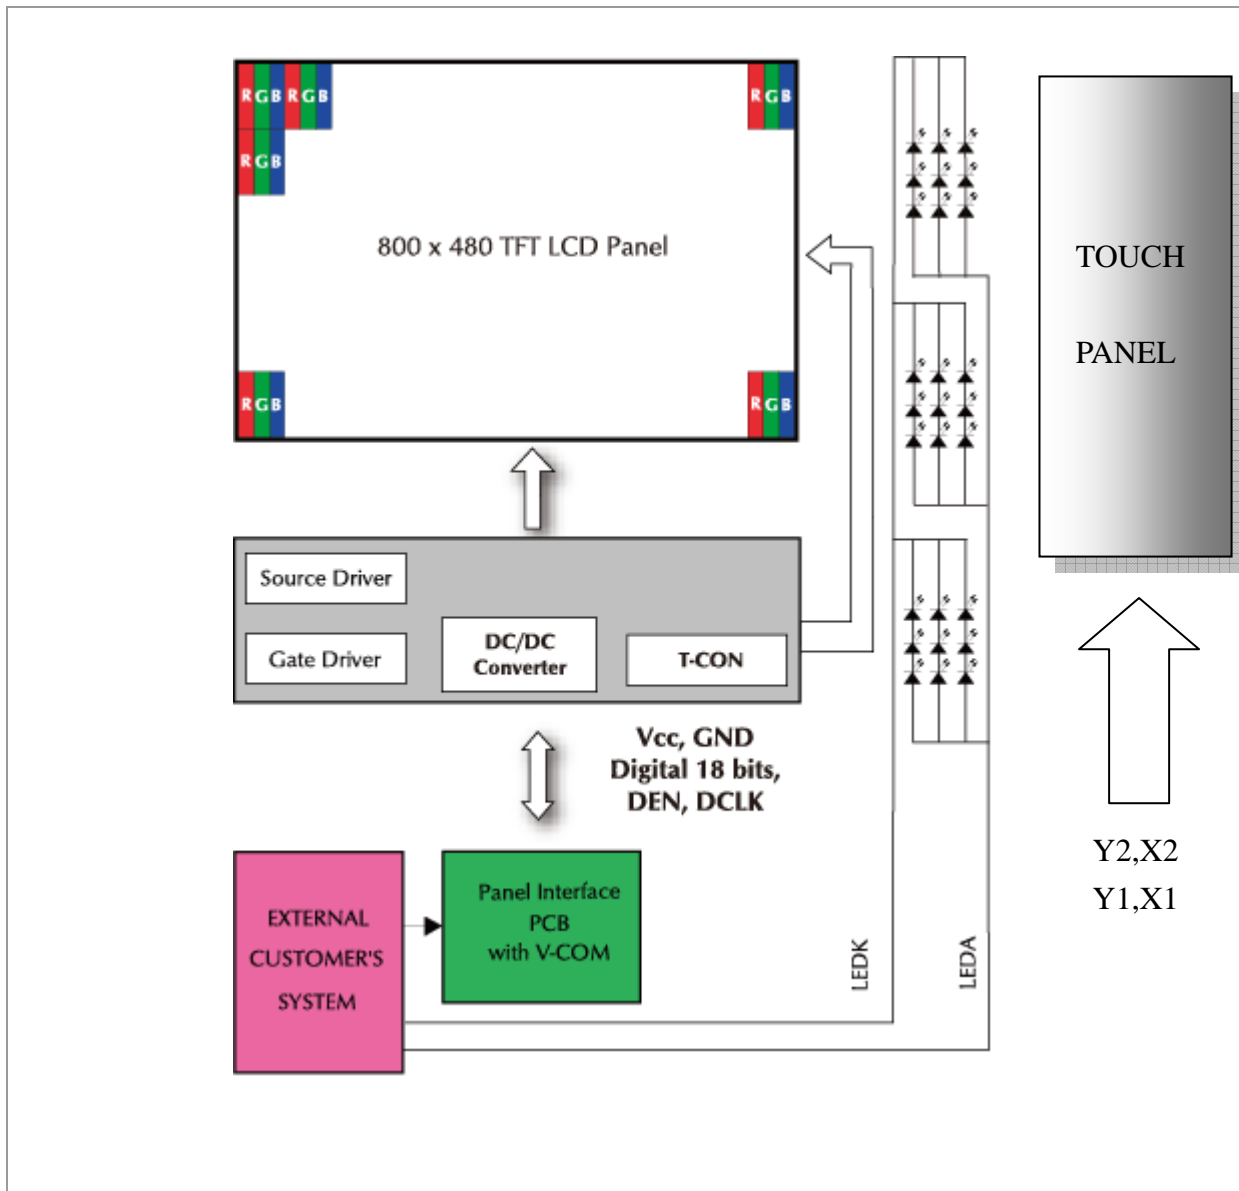 RGBRGB
RGB
RGB
800 x 480 TFT LCD Panel
RGB
RGB
TOUCH
PANEL
Source Driver
Gate Driver
DC/DC
Converter
T-CON
Vcc, GND
Digital 18 bits,
DEN, DCLK
EXTERNAL
CUSTOMER'S
SYSTEM
Panel Interface
PCB
with V-COM
LEDK
LEDA
Y2,X2
Y1,X1